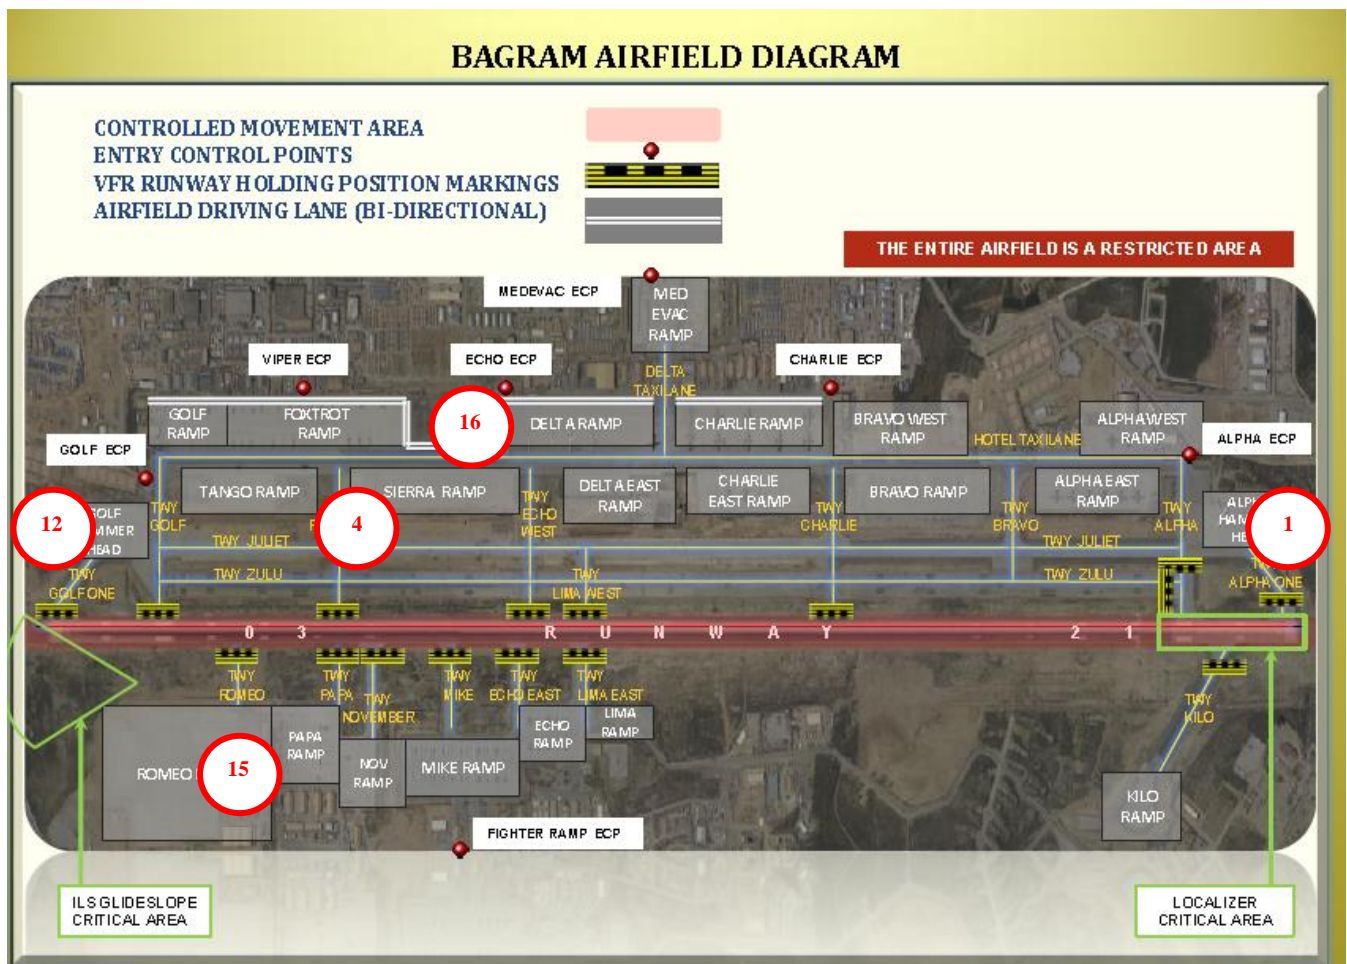 BAGRAM AIRFIELD DIAGRAM
CONTROLLED MOVEMENT AREA
ENTRY CONTROL POINTS
VFR RUNWAY HOLDING POSITION MARKINGS
AIRFIELD DRIVING LANE (BI-DIRECTIONAL)
THE ENTIRE AIRFIELD IS A RESTRICTED AREA
MEDEVAC ECP
MED
EVAC
RAMP
VIPER ECP
ECHO ECP
CHARLIE ECP
DELTA
TAXILANE
GOLF
RAMP
FOXTROT
RAMP
16
DELTA RAMP
CHARLIE RAMP
BRAVO WEST
RAMP
HOTEL TAXILANE
ALPHA WEST
RAMP
ALPHA ECP
GOLF ECP
TANGO RAMP
SIERRA RAMP
DELTA EAST
RAMP
CHARLIE
EAST RAMP
BRAVO RAMP
ALPHA EAST
RAMP
12
GOLF
HEAD
TWY
GOLF
4
TWY
ECHO
WEST
TWY
CHARLIE
TWY
BRAVO
TWY
ALPHA
1
TWY JULIET
TWY JULIET
TWY ZULU
TWY ZULU
TWY
GOLF ONE
TWY
LIMA WEST
ALPHA ONE
0 3 R U N W A Y 2 1
TWY
ROMEO
TWY
PAPA
TWY
NOVEMBER
TWY
MIKE
TWY
ECHO EAST
TWY
LIMA EAST
TWY
KILO
ROMEO
15
PAPA
RAMP
NOV
RAMP
MIKE RAMP
ECHO
RAMP
LIMA
RAMP
KILO
RAMP
FIGHTER RAMP ECP
ILS GLIDESLOPE
CRITICAL AREA
LOCALIZER
CRITICAL AREA